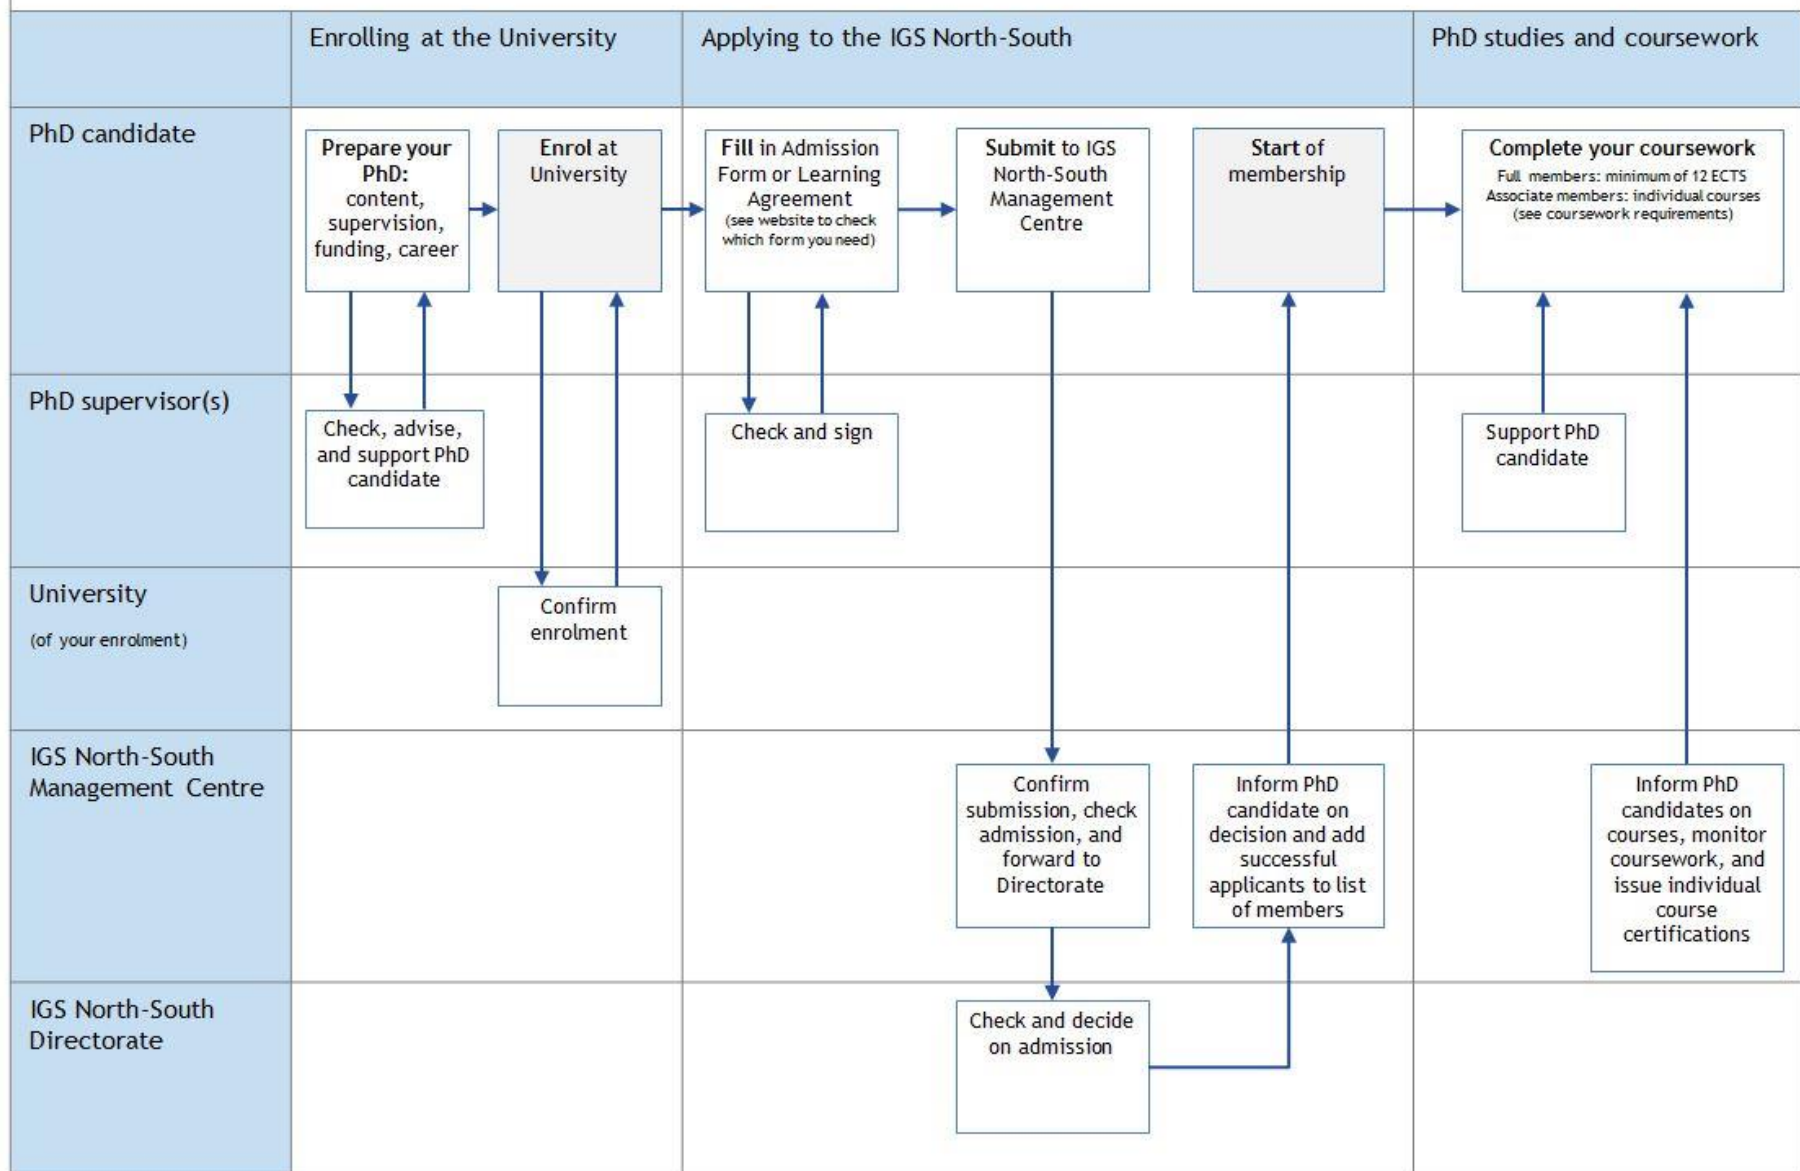 Enrolling at the University
Applying to the IGS North-South
PhD studies and coursework
PhD candidate
Prepare your
PhD:
content,
supervision,
funding, career
Enrol at
University
Fill in Admission
Form or Learning
Agreement
(see website to check
which form you need)
Submit to IGS
North-South
Management
Centre
Start of
membership
Complete your coursework
Full members: minimum of 12 ECTS
Associate members: individual courses
(see coursework requirements)
PhD supervisor(s)
Check, advise,
and support PhD
candidate
Check and sign
Support PhD
candidate
University
(of your enrolment)
Confirm
enrolment
IGS North-South
Management Centre
Confirm
submission, check
admission, and
forward to
Directorate
Inform PhD
candidate on
decision and add
successful
applicants to list
of members
Inform PhD
candidates on
courses, monitor
coursework, and
issue individual
course
certifications
IGS North-South
Directorate
Check and decide
on admission